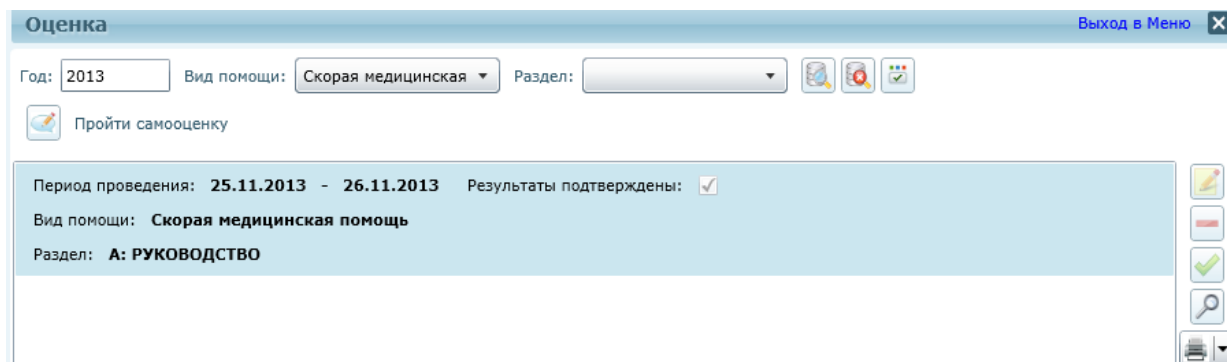 Оценка Выход в Меню
Год: 2013 Вид помощи: Скорая медицинская Раздел:
Пройти самооценку
Период проведения: 25.11.2013 - 26.11.2013 Результаты подтверждены:
Вид помощи: Скорая медицинская помощь
Раздел: А: РУКОВОДСТВО